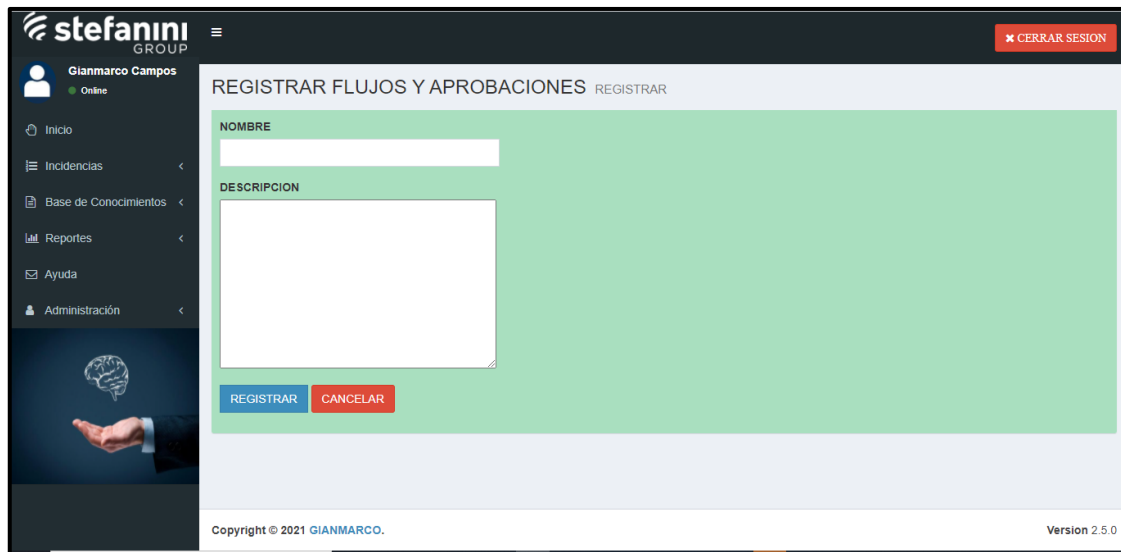 stefanını
GROUP
✖ CERRAR SESION
Gianmarco Campos
Online
REGISTRAR FLUJOS Y APROBACIONES REGISTRAR
Inicio
Incidencias
Base de Conocimientos
Reportes
Ayuda
Administración
NOMBRE
DESCRIPCION
REGISTRAR CANCELAR
Copyright © 2021 GIANMARCO. Version 2.5.0